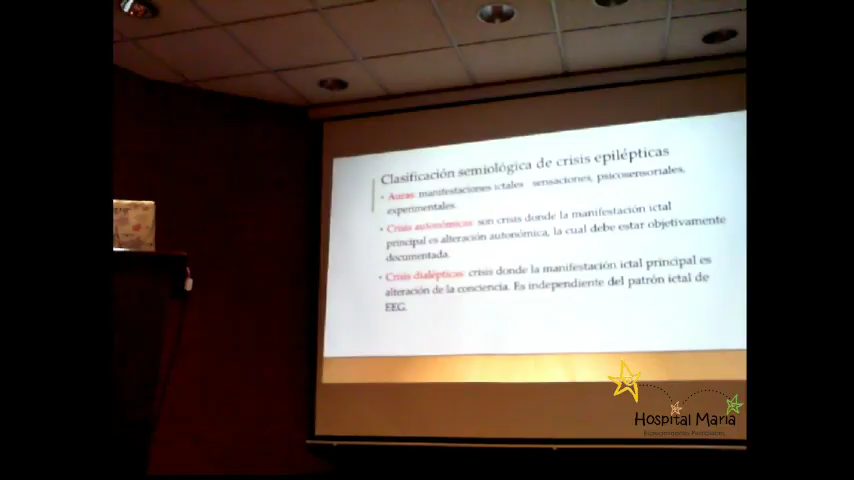 Clasificación semiológica de crisis epilépticas
• Auras: manifestaciones ictales sensaciones, psicosensoriales,
experimentales.
• Crisis autonómicas: son crisis donde la manifestación ictal
principal es alteración autonómica, la cual debe estar objetivamente
documentada.
• Crisis dialépticas: crisis donde la manifestación ictal principal es
alteración de la conciencia. Es independiente del patrón ictal de
EEG.
Hospital María
Especialidades Pediátricas